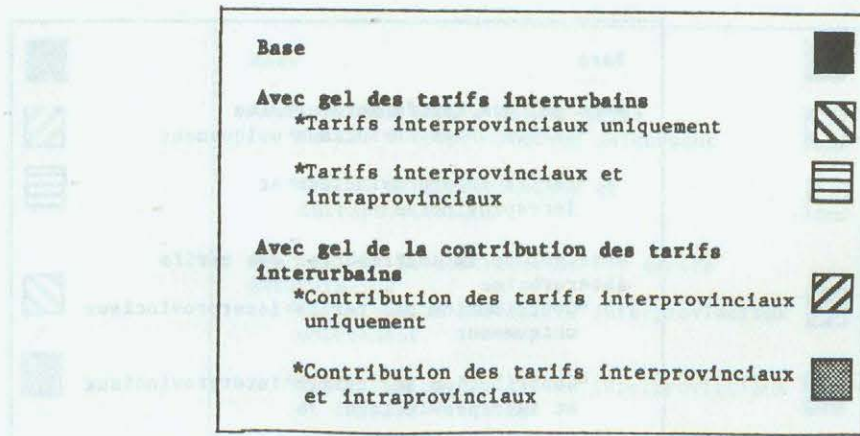 Base
Avec gel des tarifs interurbains
*Tarifs interprovinciaux uniquement
*Tarifs interprovinciaux et
intraprovinciaux
Avec gel de la contribution des tarifs
interurbains
*Contribution des tarifs interprovinciaux
uniquement
*Contribution des tarifs interprovinciaux
et intraprovinciaux